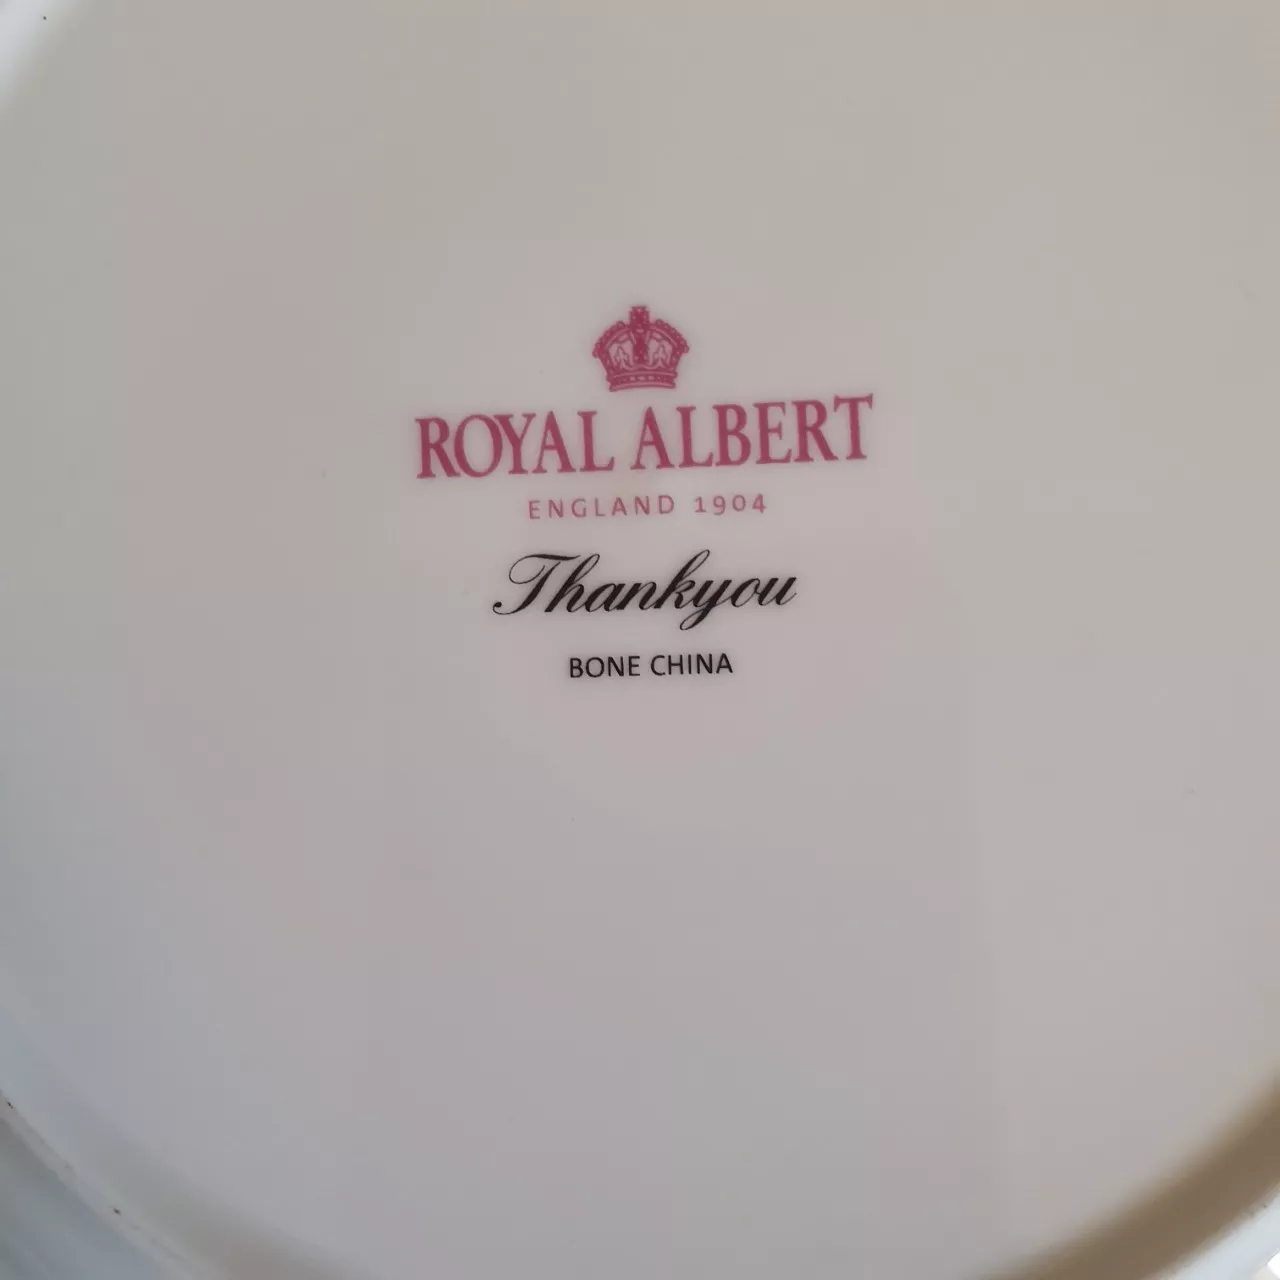 ROYAL ALBERT
ENGLAND 1904
Thankyou
BONE CHINA